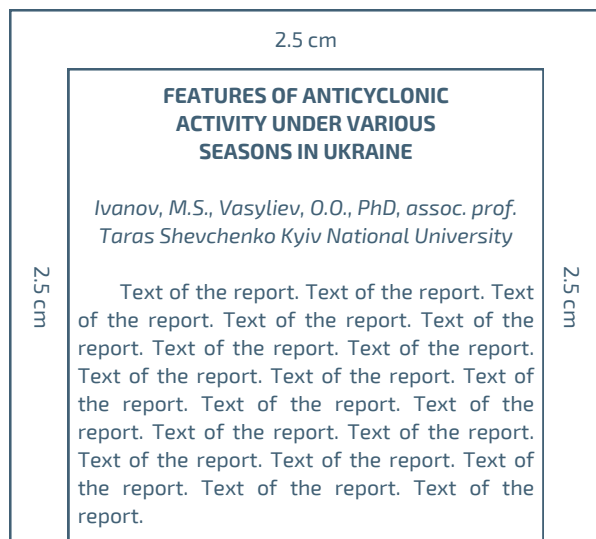 2.5 cm
FEATURES OF ANTICYCLONIC
ACTIVITY UNDER VARIOUS
SEASONS IN UKRAINE
Ivanov, M.S., Vasyliev, O.O., PhD, assoc. prof.
Taras Shevchenko Kyiv National University
2.5 cm
2.5 cm
Text of the report. Text of the report. Text
of the report. Text of the report. Text of the
report. Text of the report. Text of the report.
Text of the report. Text of the report. Text of
the report. Text of the report. Text of the
report. Text of the report. Text of the report.
Text of the report. Text of the report. Text of
the report. Text of the report. Text of the
report.